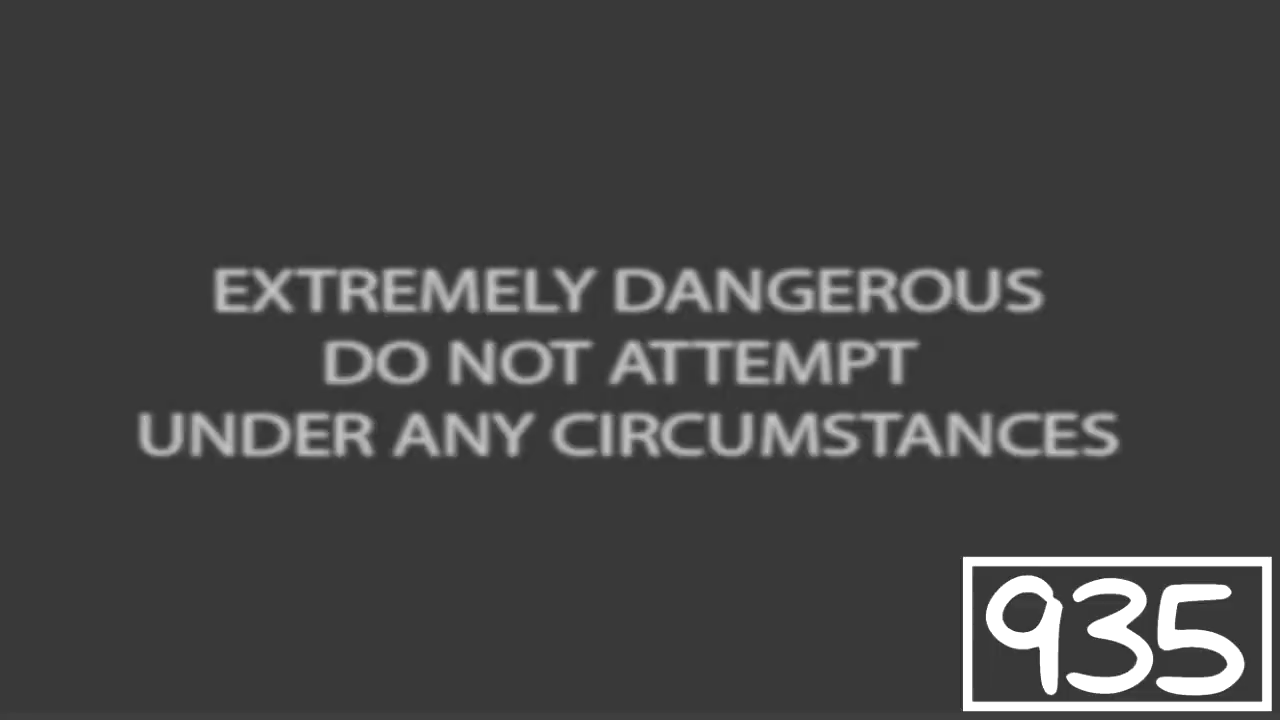 EXTREMELY DANGEROUS
DO NOT ATTEMPT
UNDER ANY CIRCUMSTANCES
935